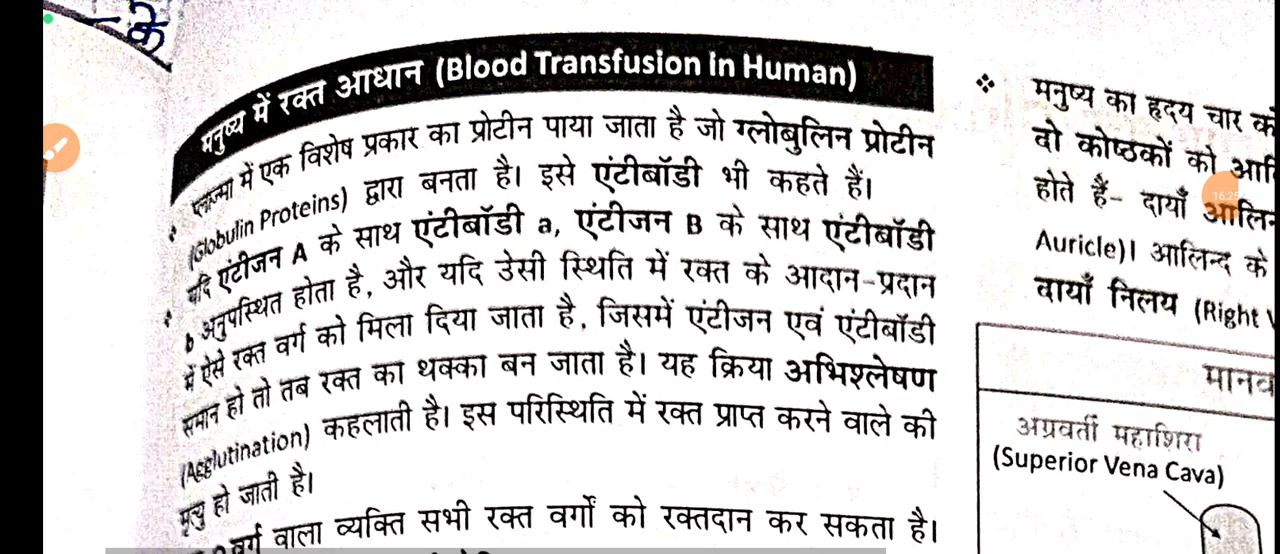 के
मनुष्य में रक्त आधान (Blood Transfusion in Human)
प्लाज्मा में एक विशेष प्रकार का प्रोटीन पाया जाता है जो ग्लोबुलिन प्रोटीन
(Globulin Proteins) द्वारा बनता है। इसे एंटीबॉडी भी कहते हैं।
यदि एंटीजन A के साथ एंटीबॉडी a, एंटीजन B के साथ एंटीबॉडी
b अनुपस्थित होता है, और यदि उसी स्थिति में रक्त के आदान-प्रदान
में ऐसे रक्त वर्ग को मिला दिया जाता है, जिसमें एंटीजन एवं एंटीबॉडी
समान हो तो तब रक्त का थक्का बन जाता है। यह क्रिया अभिश्लेषण
(Agglutination) कहलाती है। इस परिस्थिति में रक्त प्राप्त करने वाले की
मृत्यु हो जाती है।
वर्ग वाला व्यक्ति सभी रक्त वर्गों को रक्तदान कर सकता है।
❖ मनुष्य का हृदय चार
दो कोष्ठकों को
होते हैं- दायाँ
16:25
Auricle)। आलिन्द के
दायाँ निलय (Right
मानव
अग्रवर्ती महाशिरा
(Superior Vena Cava)